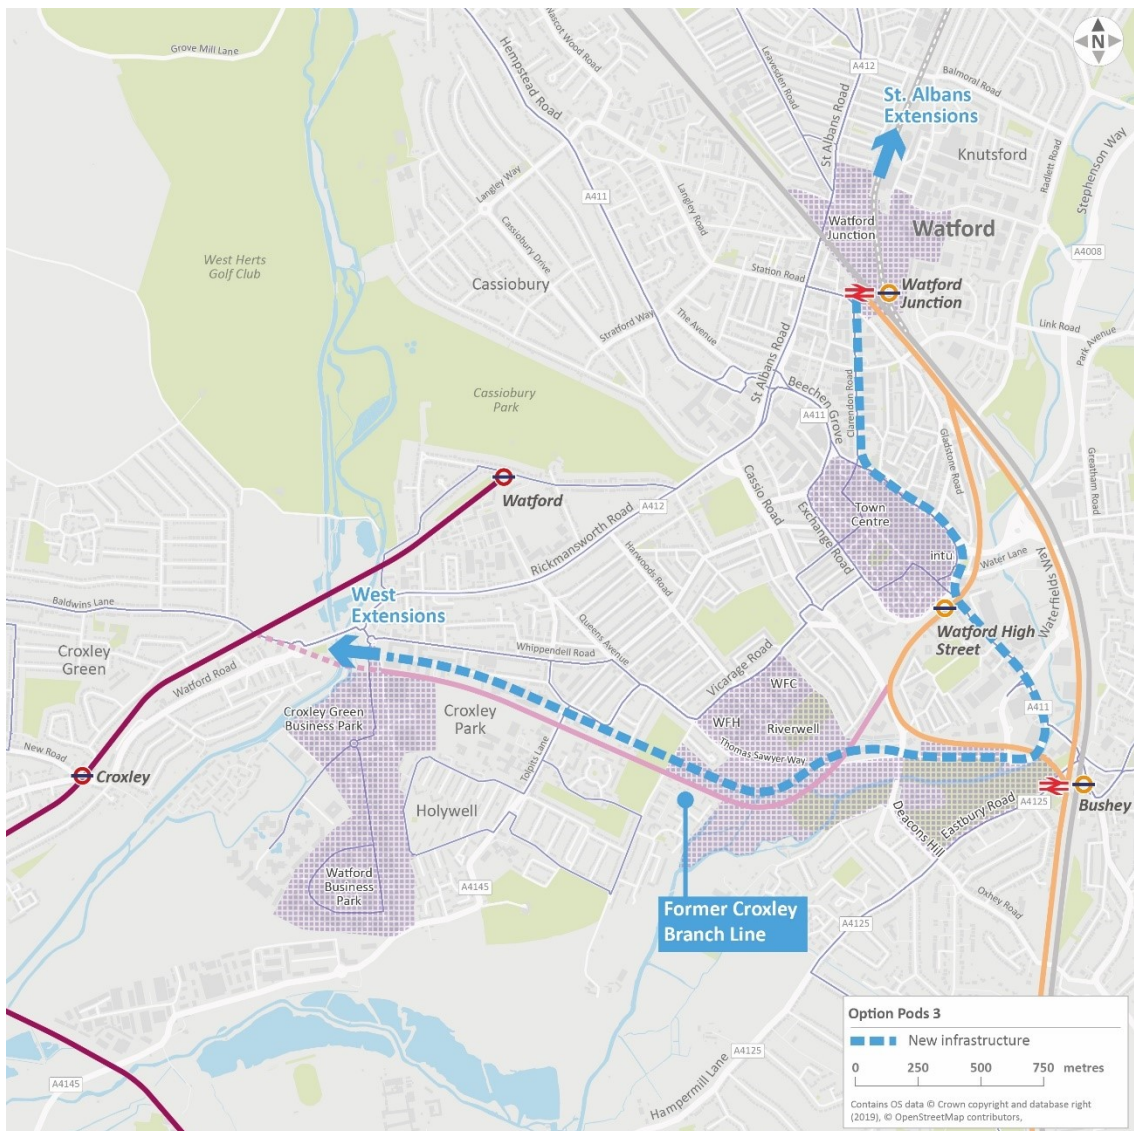 Grove Mill Lane
Hempstead Road
Nascot Wood Road
Leavesden Road
A412
Balmoral Road
N
St. Albans
Extensions
St Albans Road
Knutsford
Radlett Road
Stephenson Way
Langley Way
A411
Langley Road
Cassiobury Drive
Watford
Junction
Watford
A4008
West Herts
Golf Club
Cassiobury
Station Road
Watford
Junction
Stratford Way
The Avenue
Link Road
Park Avenue
St Albans Road
Cassiobury
Park
Beechen Grove
A411
Clarendon Road
Gladstone Road
Greatham Road
Watford
A412
Rickmansworth Road
Cassio Road
Exchange Road
Town
Centre
intu
Water Lane
Harwoods Road
Waterfields Way
Baldwins Lane
West
Extensions
Queens Avenue
Watford High
Street
Croxley
Green
Watford Road
Whippendell Road
Vicarage Road
WFC
WFH
Riverwell
A411
Croxley Green
Business Park
Croxley
Park
Tolpits Lane
Thomas Sawyer Way
New Road
Croxley
Holywell
Deacons Hill
Eastbury Road
A4125
Bushey
Watford
Business
Park
A4145
Oxhey Road
Former Croxley
Branch Line
A4125
A4125
Hampermill Lane
A4145
Option Pods 3
New infrastructure
0 250 500 750 metres
Contains OS data © Crown copyright and database right
(2019), © OpenStreetMap contributors,